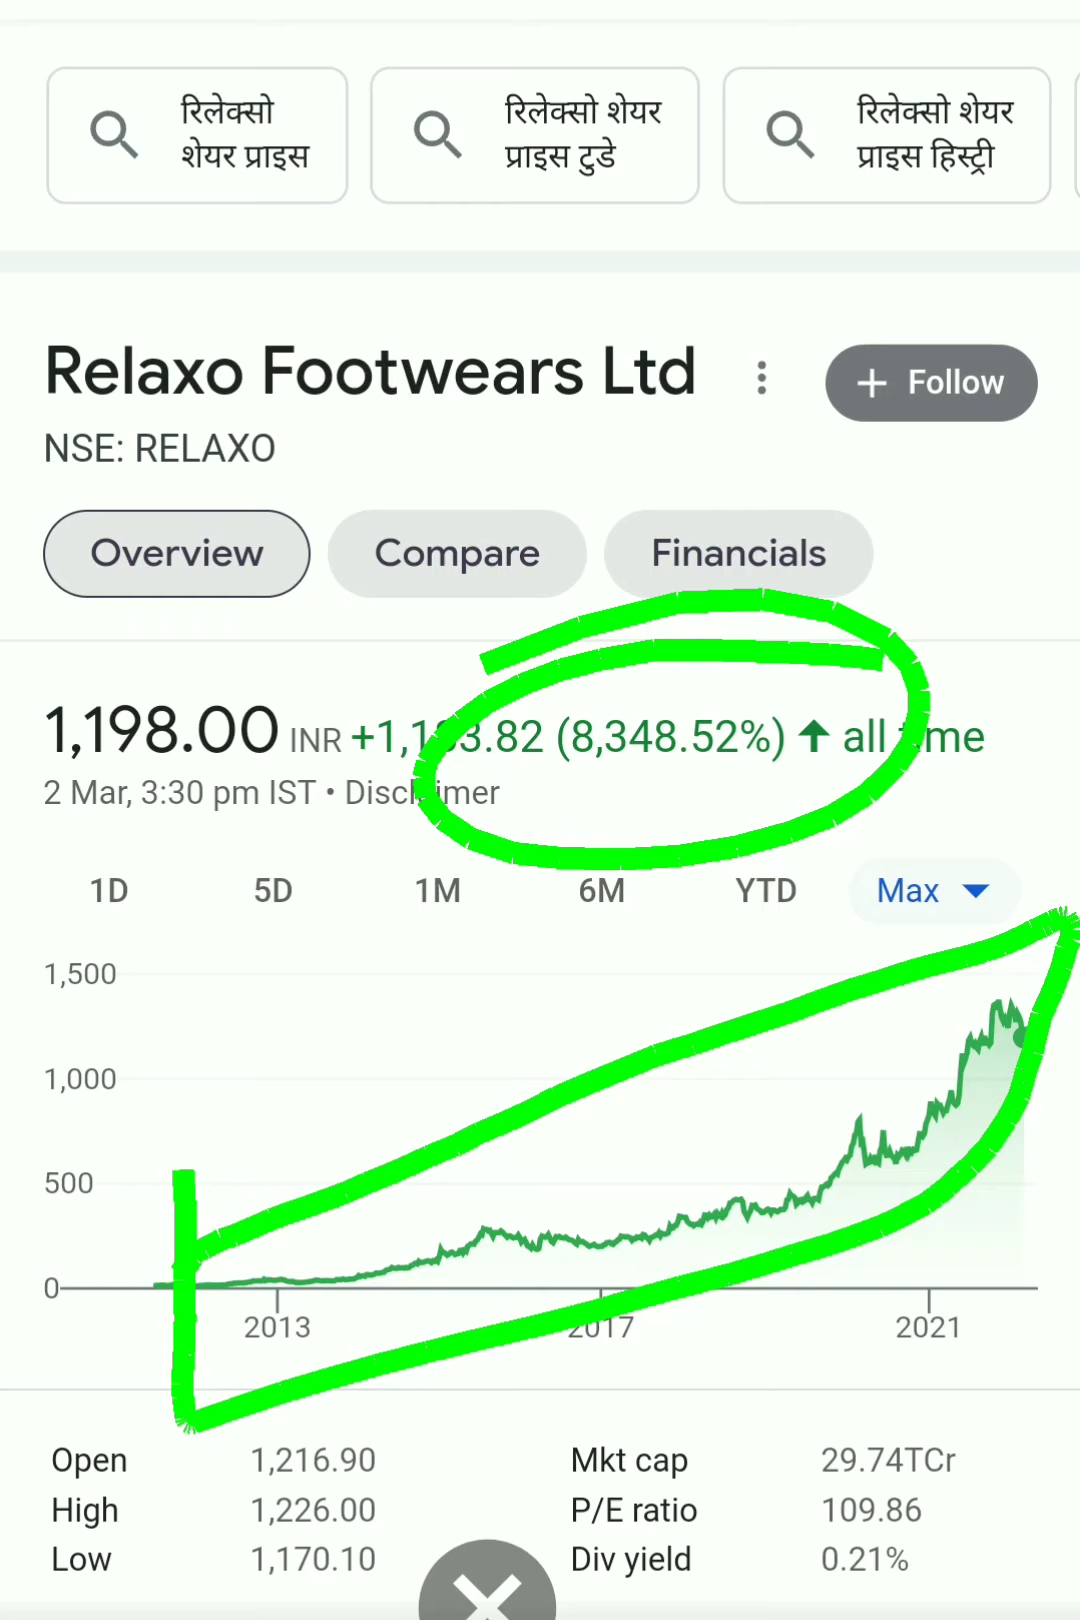 रिलेक्सो
शेयर प्राइस
रिलेक्सो शेयर
प्राइस टुडे
रिलेक्सो शेयर
प्राइस हिस्ट्री
Relaxo Footwears Ltd
+ Follow
NSE: RELAXO
Overview Compare Financials
1,198.00 INR (8,348.52%) ↑ all
2 Mar, 3:30 pm IST •
1D 5D 1M 6M YTD Max
1,500
1,000
500
0
2013 2017 2021
Open 1,216.90 Mkt cap 29.74TCr
High 1,226.00 P/E ratio 109.86
Low 1,170.10 Div yield 0.21%